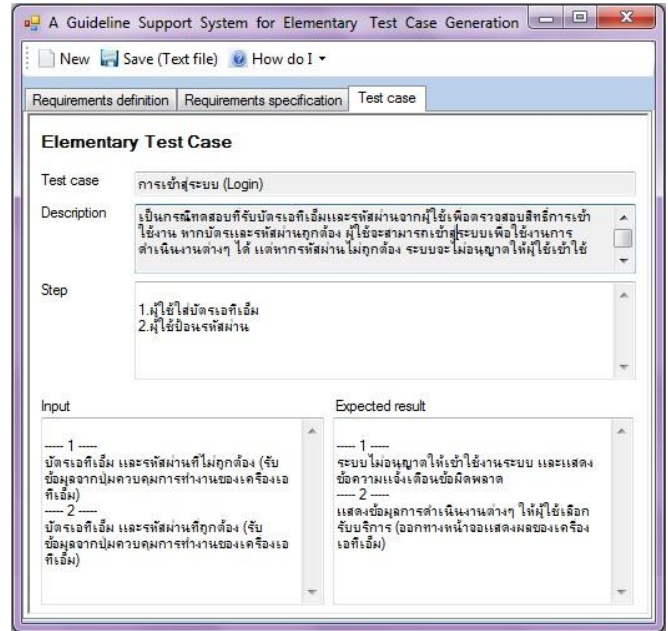 A Guideline Support System for Elementary Test Case Generation
New Save (Text file) How do I
Requirements definition Requirements specification Test case
Elementary Test Case
Test case การเข้าสู่ระบบ (Login)
Description
เป็นกรณีทดสอบที่รับบัตรเอทีเอ็มและรหัสผ่านจากผู้ใช้เพื่อตรวจสอบสิทธิ์การเข้า
ใช้งาน หากบัตรและรหัสผ่านถูกต้อง ผู้ใช้จะสามารถเข้าสู่ระบบเพื่อใช้งานการ
ดำเนินงานต่างๆ ได้ แต่หากรหัสผ่านไม่ถูกต้อง ระบบจะไม่อนุญาตให้ผู้ใช้เข้าใช้
Step
1.ผู้ใช้ใส่บัตรเอทีเอ็ม
2.ผู้ใช้ป้อนรหัสผ่าน
Input
----- 1 -----
บัตรเอทีเอ็ม และรหัสผ่านที่ไม่ถูกต้อง (รับ
ข้อมูลจากปุ่มควบคุมการทำงานของเครื่องเอ
ทีเอ็ม)
----- 2 -----
บัตรเอทีเอ็ม และรหัสผ่านที่ถูกต้อง (รับ
ข้อมูลจากปุ่มควบคุมการทำงานของเครื่องเอ
ทีเอ็ม)
Expected result
----- 1 -----
ระบบไม่อนุญาตให้เข้าใช้งานระบบ และแสดง
ข้อความแจ้งเตือนข้อผิดพลาด
----- 2 -----
แสดงข้อมูลการดำเนินงานต่างๆ ให้ผู้ใช้เลือก
รับบริการ (ออกทางหน้าจอแสดงผลของเครื่อง
เอทีเอ็ม)